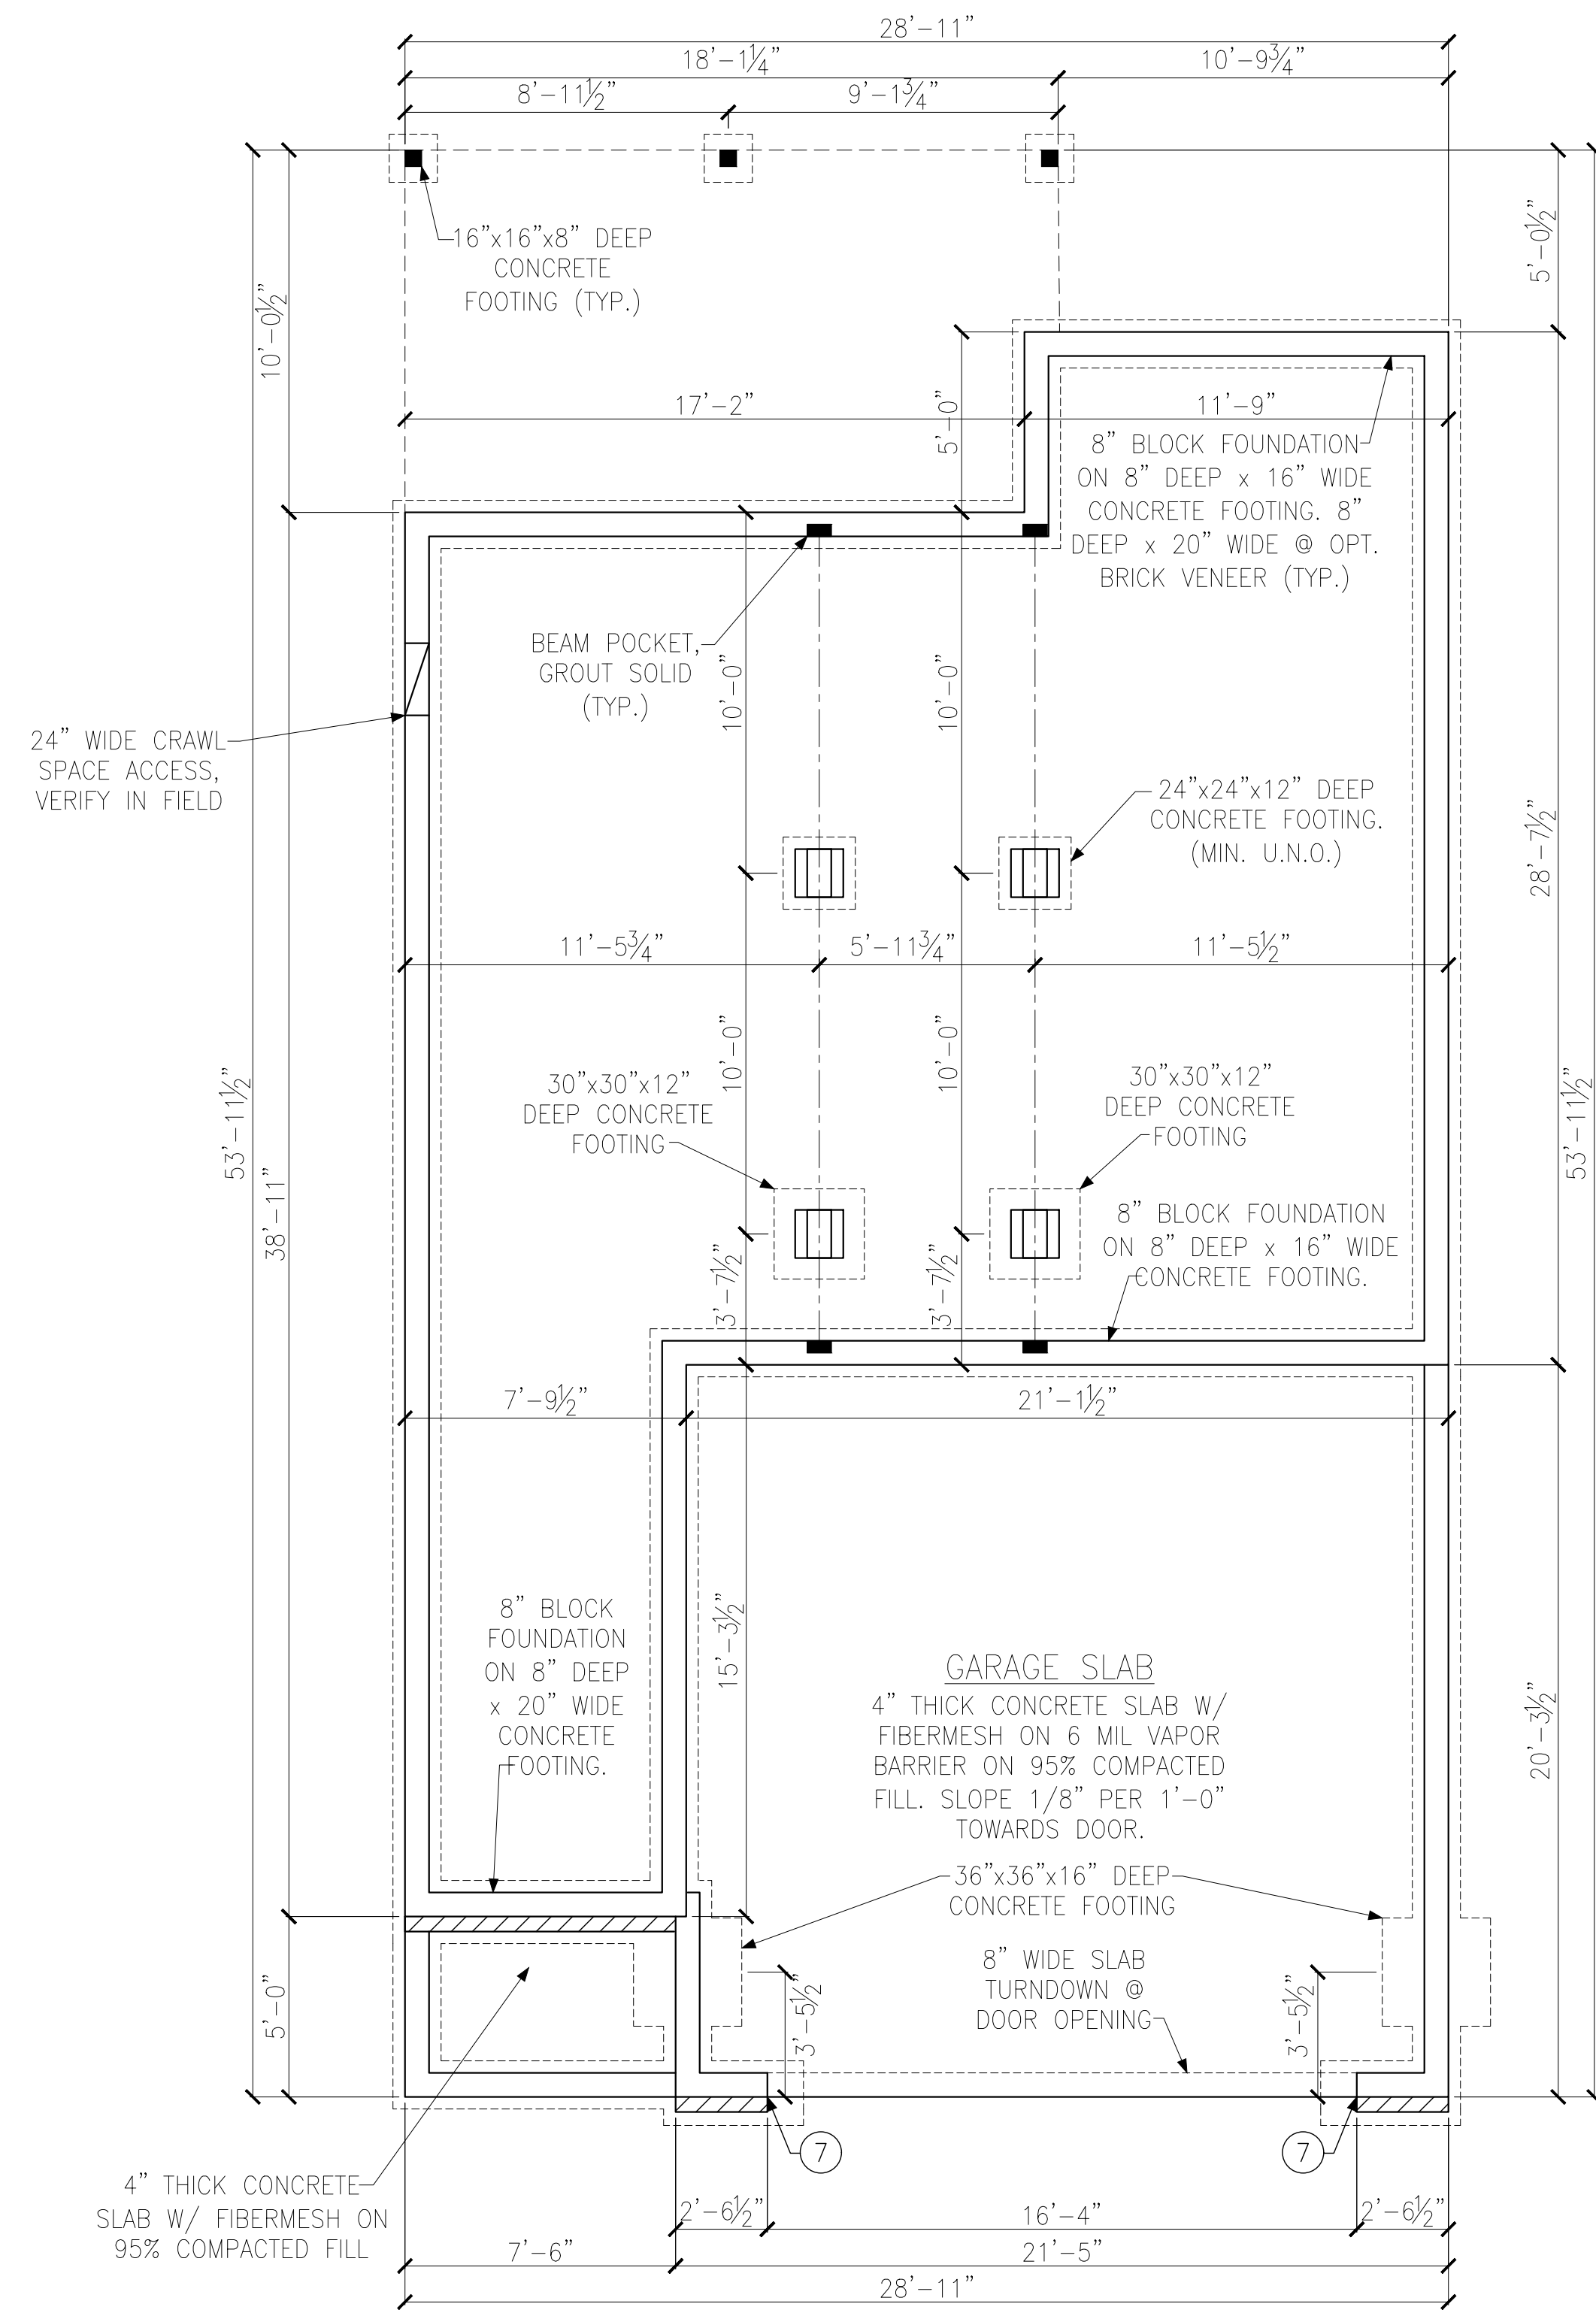 28'-11"
18'-1¼"
10'-9¾"
8'-11½"
9'-1¾"
16"x16"x8" DEEP
CONCRETE
FOOTING (TYP.)
10'-0½"
5'-0½"
17'-2"
5'-0"
11'-9"
8" BLOCK FOUNDATION
ON 8" DEEP x 16" WIDE
CONCRETE FOOTING. 8"
DEEP x 20" WIDE @ OPT.
BRICK VENEER (TYP.)
BEAM POCKET,
GROUT SOLID
(TYP.)
10'-0"
10'-0"
24" WIDE CRAWL
SPACE ACCESS,
VERIFY IN FIELD
24"x24"x12" DEEP
CONCRETE FOOTING.
(MIN. U.N.O.)
28'-7½"
11'-5¾"
5'-11¾"
11'-5½"
10'-0"
10'-0"
53'-11½"
38'-11"
53'-11½"
30"x30"x12"
DEEP CONCRETE
FOOTING
30"x30"x12"
DEEP CONCRETE
FOOTING
8" BLOCK FOUNDATION
ON 8" DEEP x 16" WIDE
CONCRETE FOOTING.
3'-7½"
3'-7½"
7'-9½"
21'-1½"
8" BLOCK
FOUNDATION
ON 8" DEEP
x 20" WIDE
CONCRETE
FOOTING.
15'-3½"
GARAGE SLAB
4" THICK CONCRETE SLAB W/
FIBERMESH ON 6 MIL VAPOR
BARRIER ON 95% COMPACTED
FILL. SLOPE 1/8" PER 1'-0"
TOWARDS DOOR.
20'-3½"
36"x36"x16" DEEP
CONCRETE FOOTING
8" WIDE SLAB
TURNDOWN @
DOOR OPENING
5'-0"
3'-5½"
3'-5½"
7
7
4" THICK CONCRETE
SLAB W/ FIBERMESH ON
95% COMPACTED FILL
2'-6½"
16'-4"
2'-6½"
7'-6"
21'-5"
28'-11"